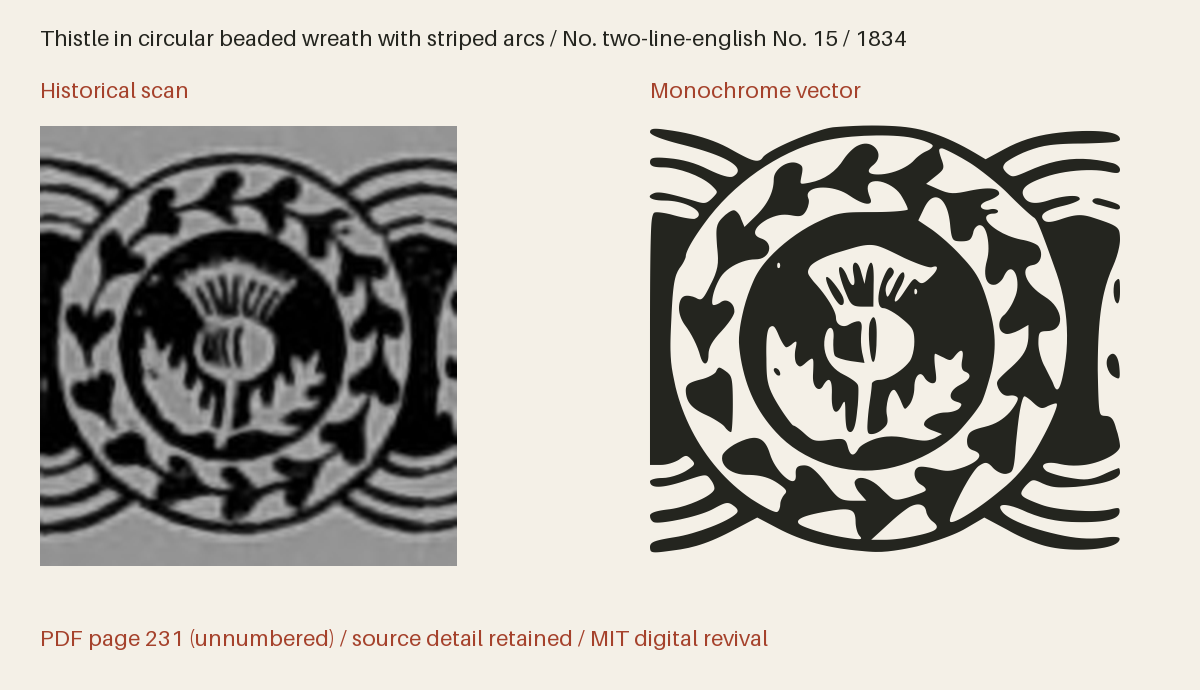 Thistle in circular beaded wreath with striped arcs / No. two-line-english No. 15 / 1834
Historical scan
Monochrome vector
PDF page 231 (unnumbered) / source detail retained / MIT digital revival